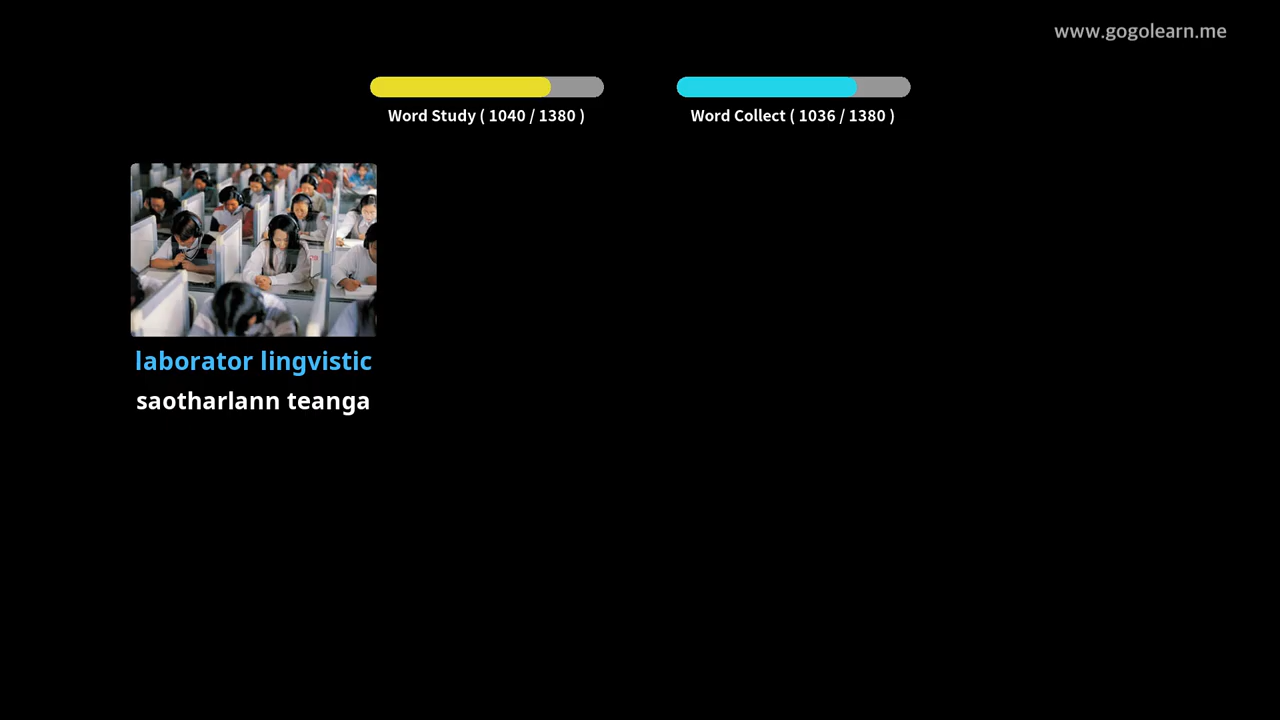 www.gogolearn.me
Word Study ( 1040 / 1380 )
Word Collect ( 1036 / 1380 )
laborator lingvistic
saotharlann teanga